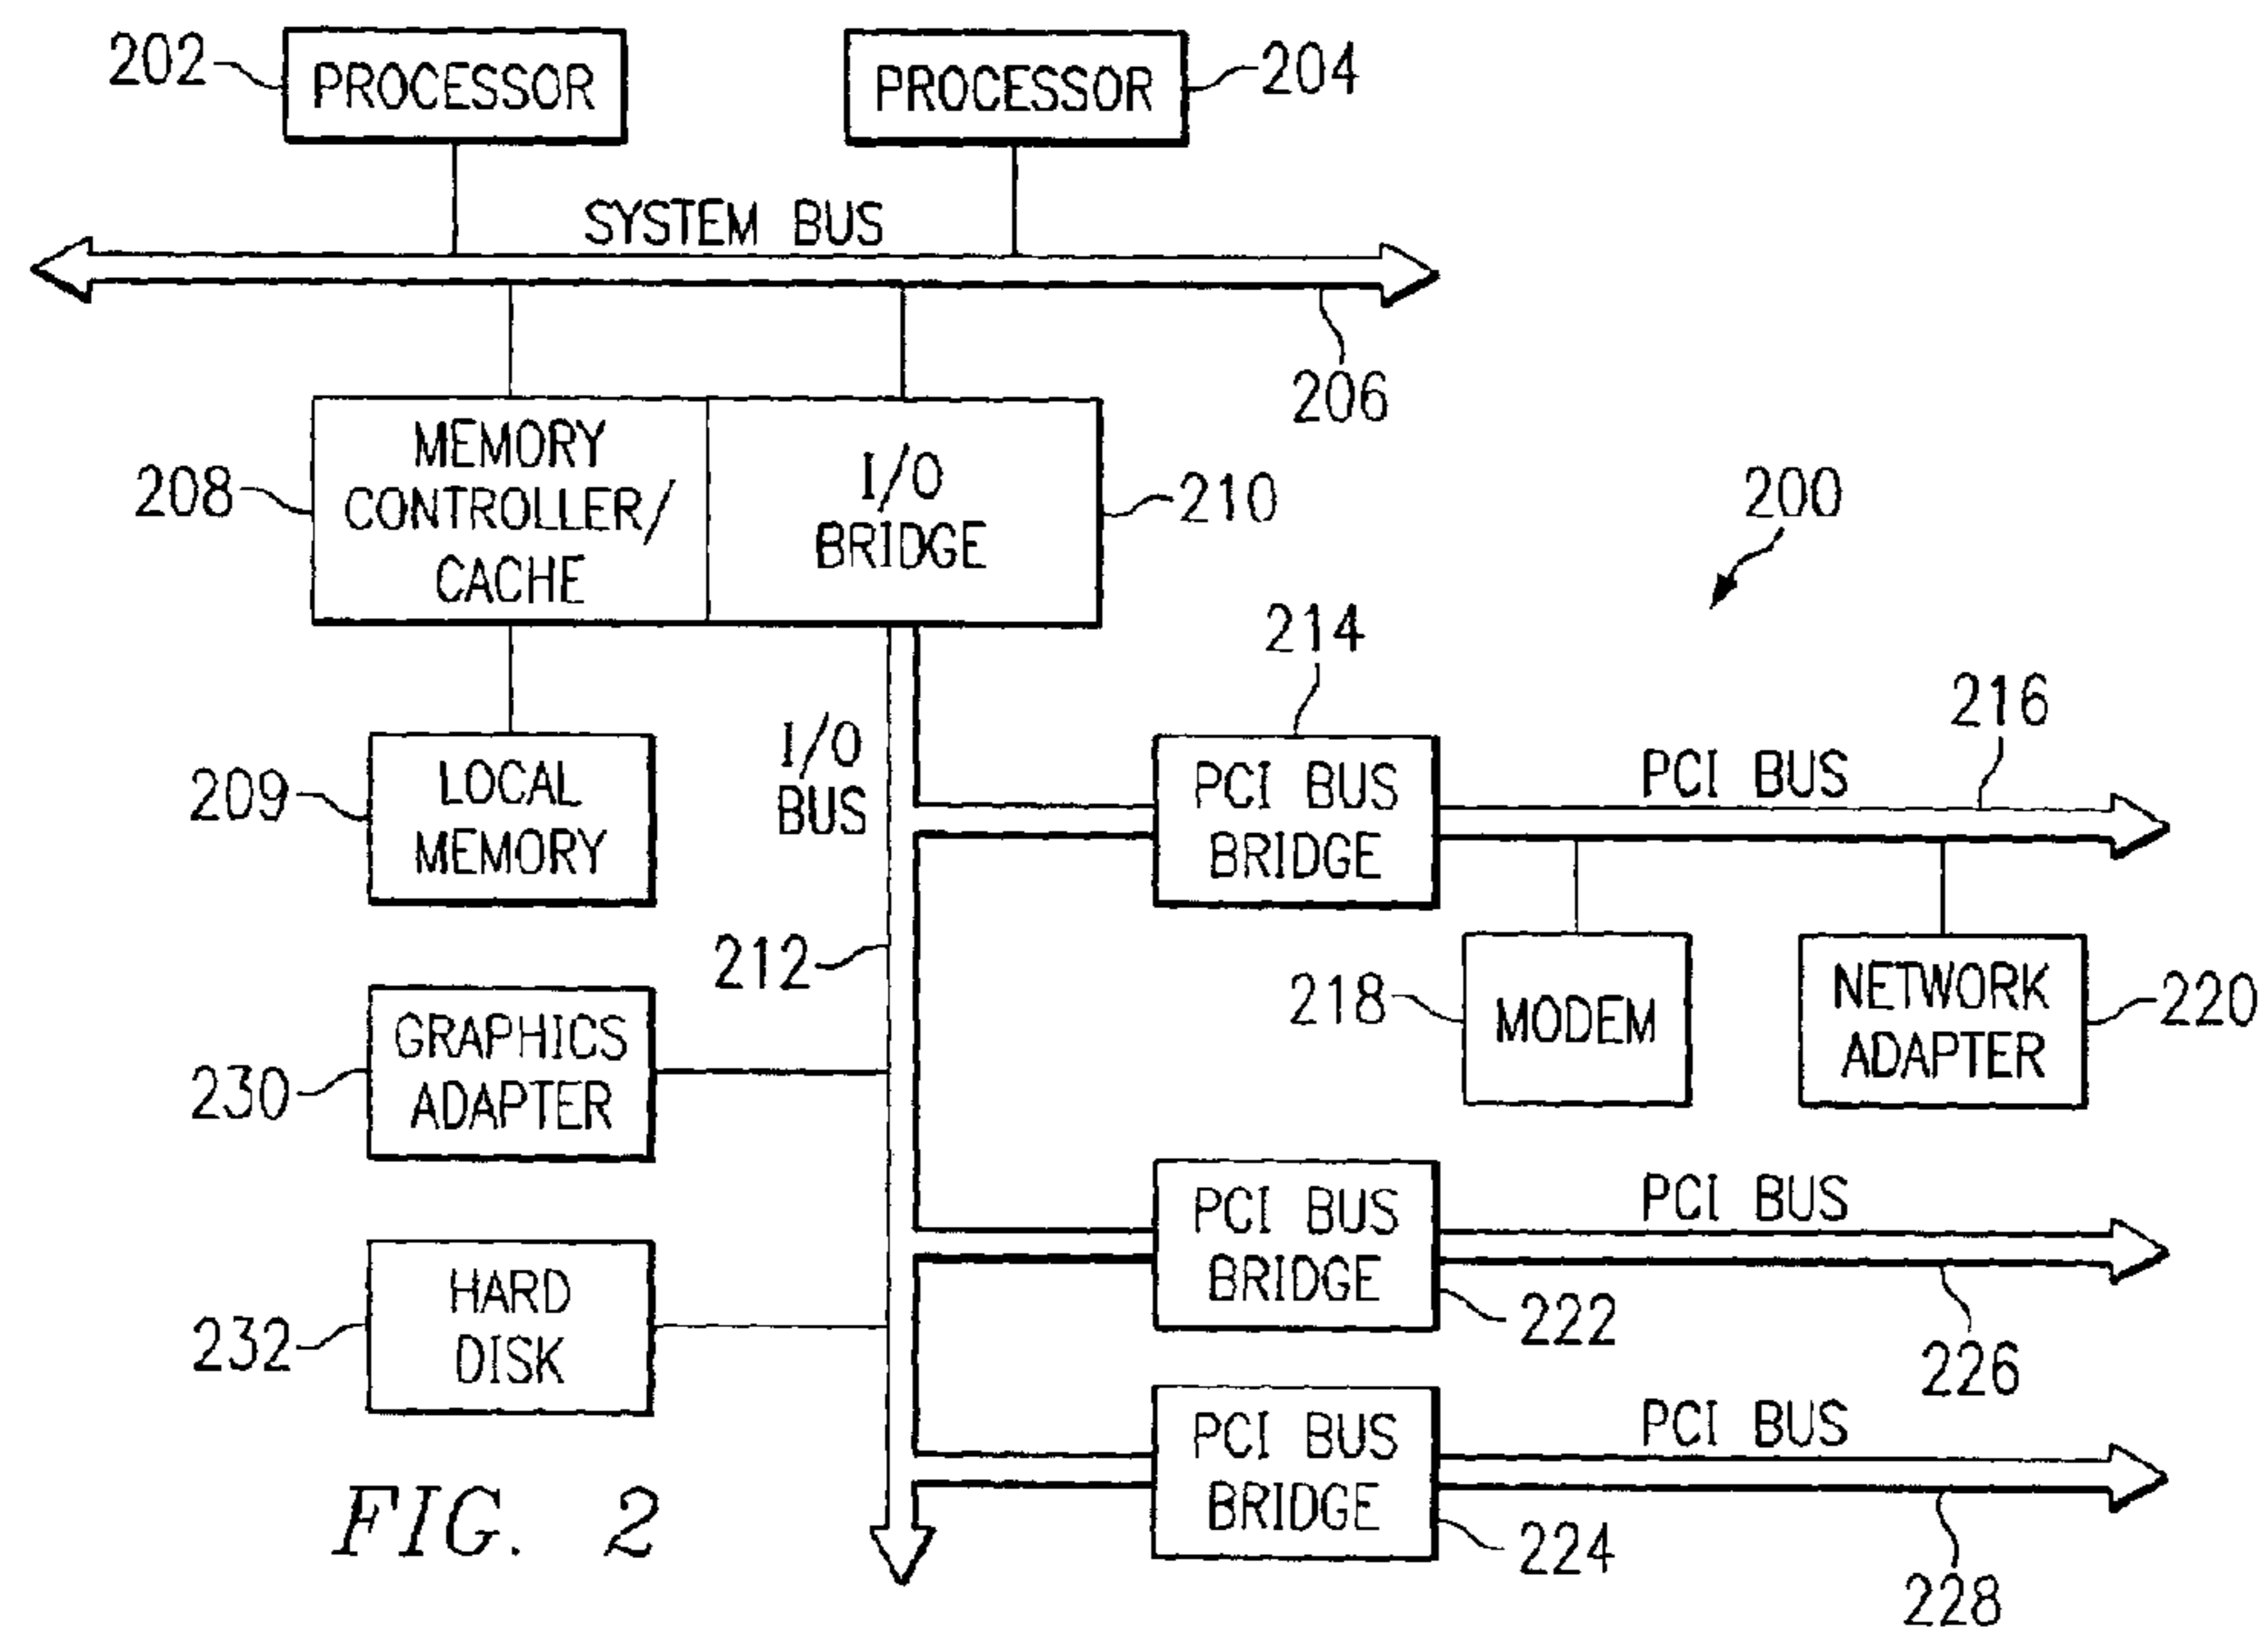 202
PROCESSOR
PROCESSOR
204
SYSTEM BUS
206
208
MEMORY
CONTROLLER/
CACHE
I/O
BRIDGE
210
200
214
216
209
LOCAL
MEMORY
I/O
BUS
PCI BUS
BRIDGE
PCI BUS
212
218
MODEM
NETWORK
ADAPTER
220
230
GRAPHICS
ADAPTER
PCI BUS
BRIDGE
222
PCI BUS
226
232
HARD
DISK
PCI BUS
BRIDGE
224
PCI BUS
228
FIG. 2